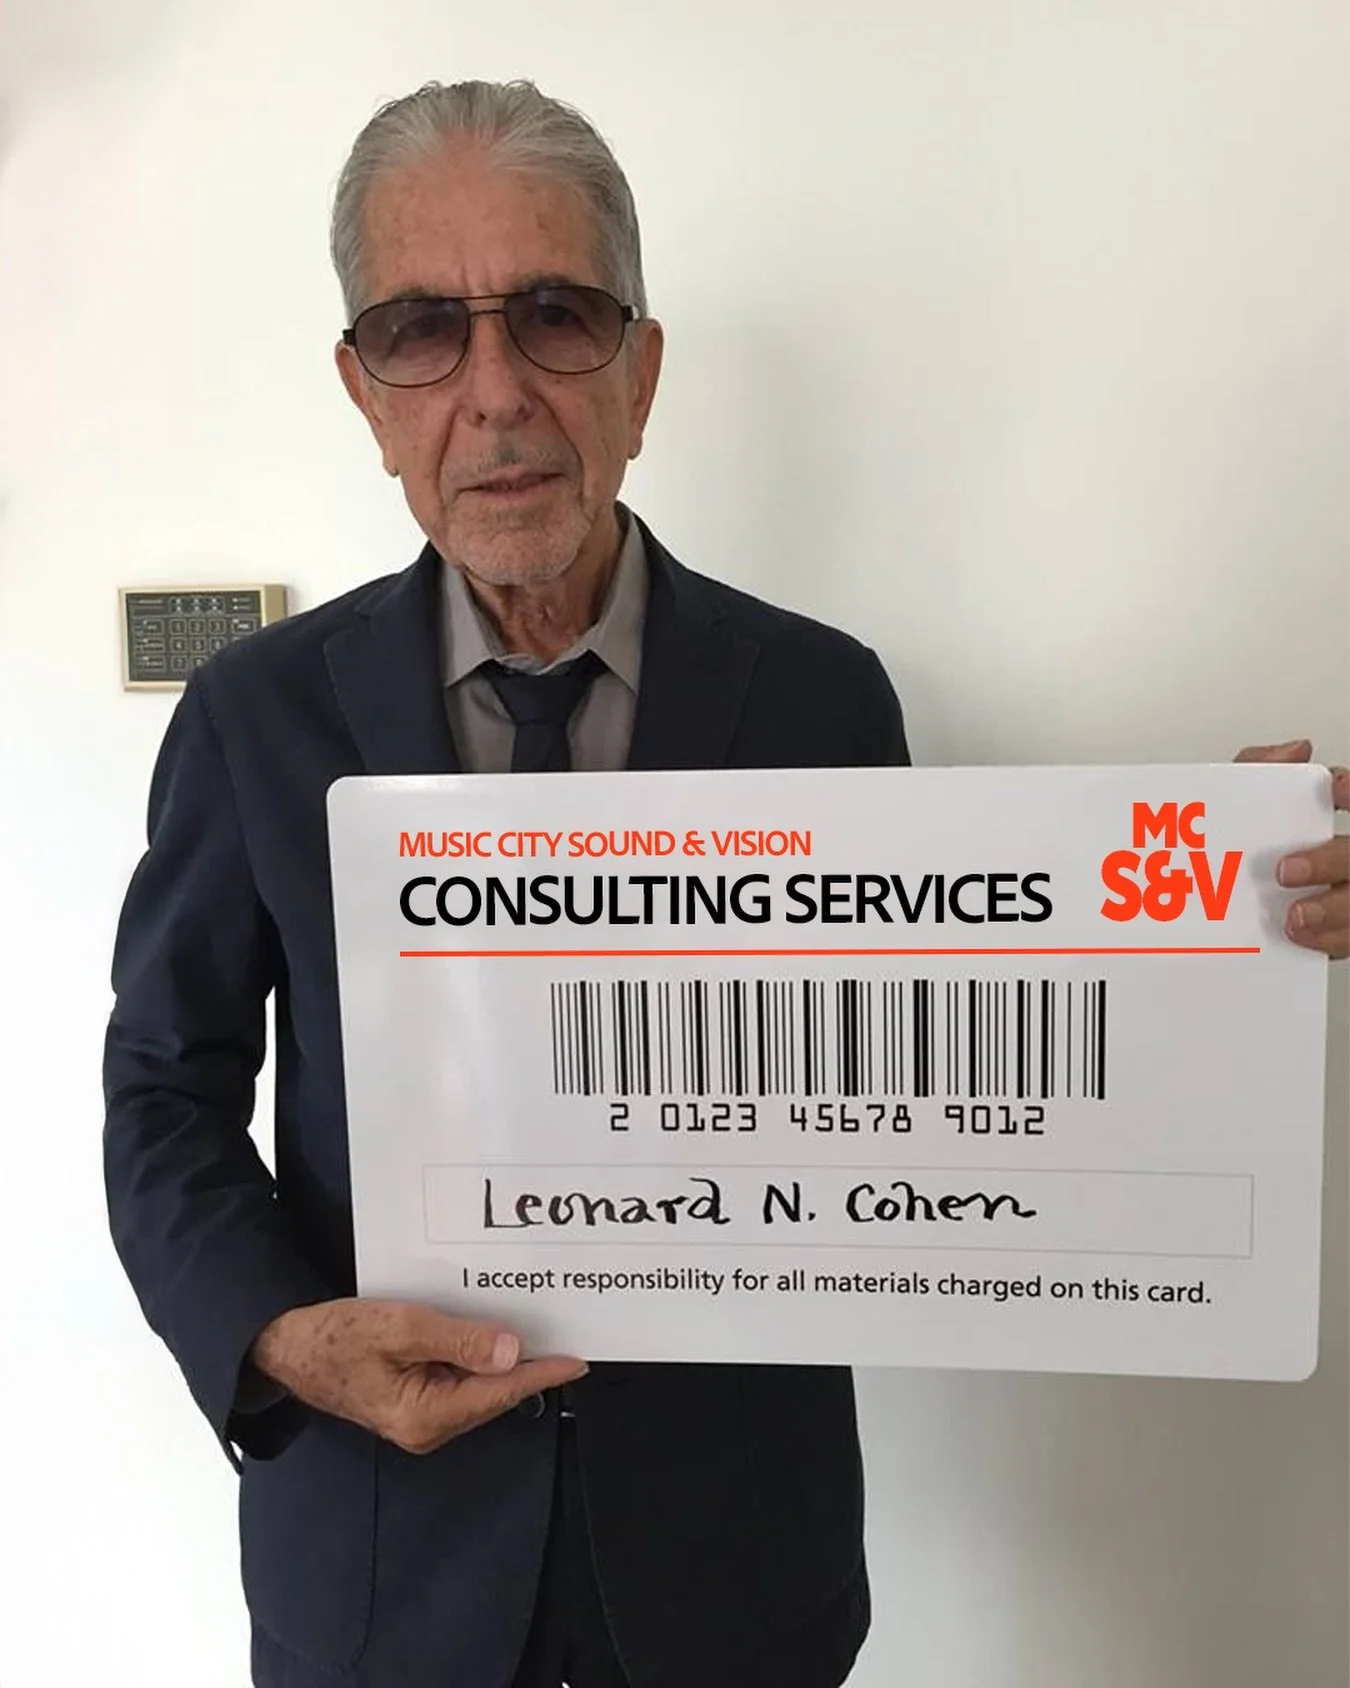 MUSIC CITY SOUND & VISION
CONSULTING SERVICES
MC
S&V
2 0123 45678 9012
Leonard N. Cohen
I accept responsibility for all materials charged on this card.